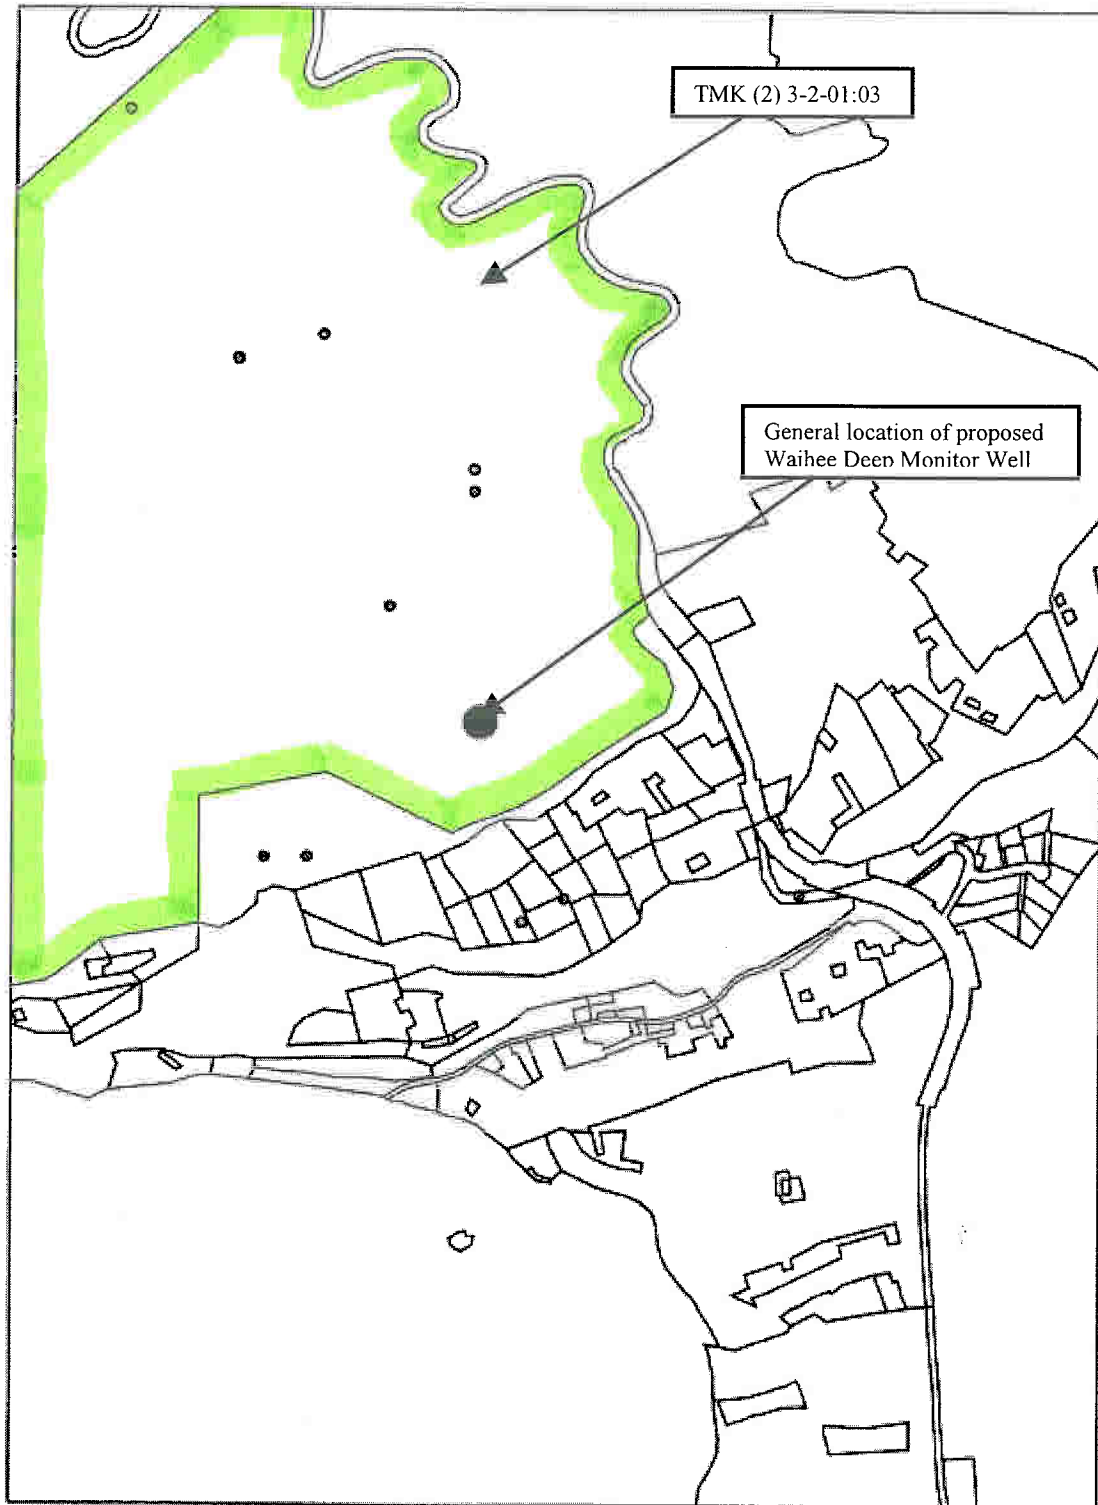 TMK (2) 3-2-01:03
General location of proposed
Waihee Deep Monitor Well